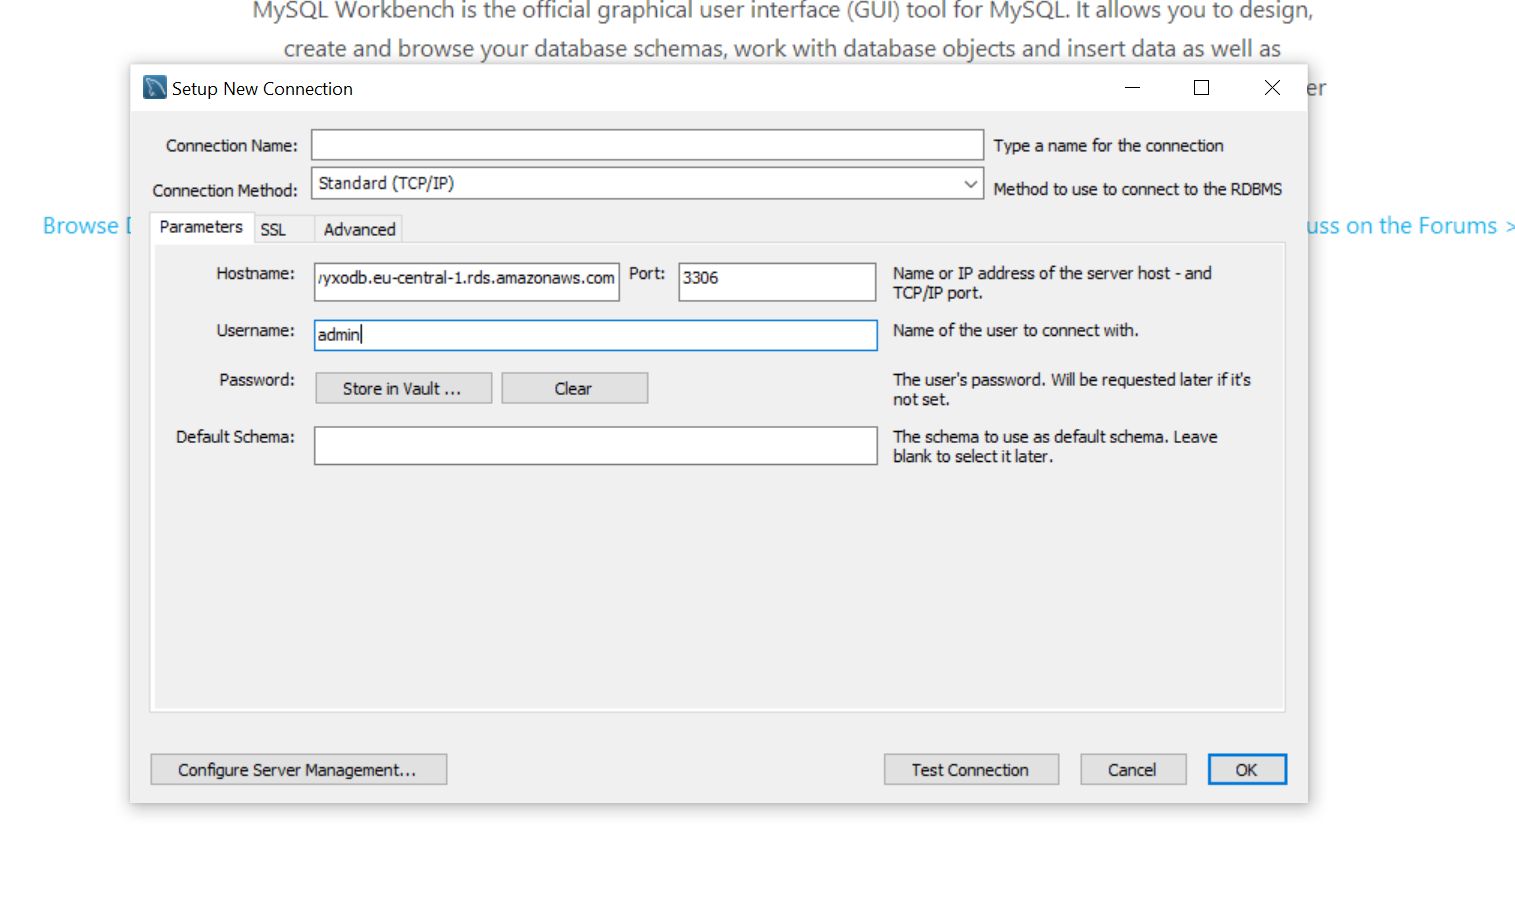 MySQL Workbench is the official graphical user interface (GUI) tool for MySQL. It allows you to design,
create and browse your database schemas, work with database objects and insert data as well as
er
Setup New Connection
Connection Name:
Type a name for the connection
Connection Method:
Standard (TCP/IP)
Method to use to connect to the RDBMS
Browse
uss on the Forums >
Parameters
SSL
Advanced
Hostname:
yxodb.eu-central-1.rds.amazonaws.com
Port:
3306
Name or IP address of the server host - and
TCP/IP port.
Username:
admin
Name of the user to connect with.
Password:
Store in Vault ...
Clear
The user's password. Will be requested later if it's
not set.
Default Schema:
The schema to use as default schema. Leave
blank to select it later.
Configure Server Management...
Test Connection
Cancel
OK